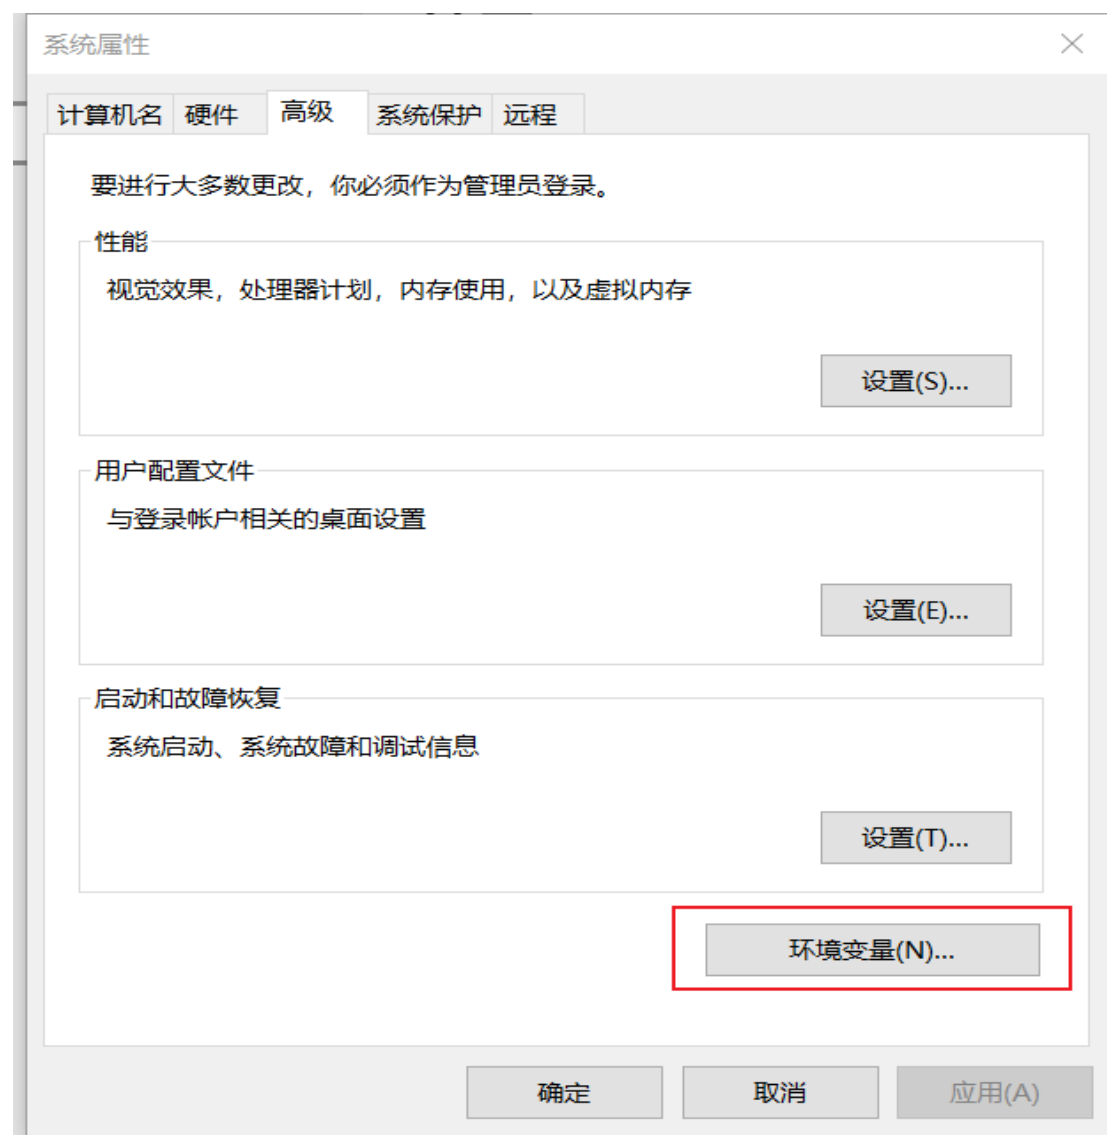 系统属性
计算机名 硬件 高级 系统保护 远程
要进行大多数更改，你必须作为管理员登录。
性能
视觉效果，处理器计划，内存使用，以及虚拟内存
设置(S)...
用户配置文件
与登录帐户相关的桌面设置
设置(E)...
启动和故障恢复
系统启动、系统故障和调试信息
设置(T)...
环境变量(N)...
确定 取消 应用(A)